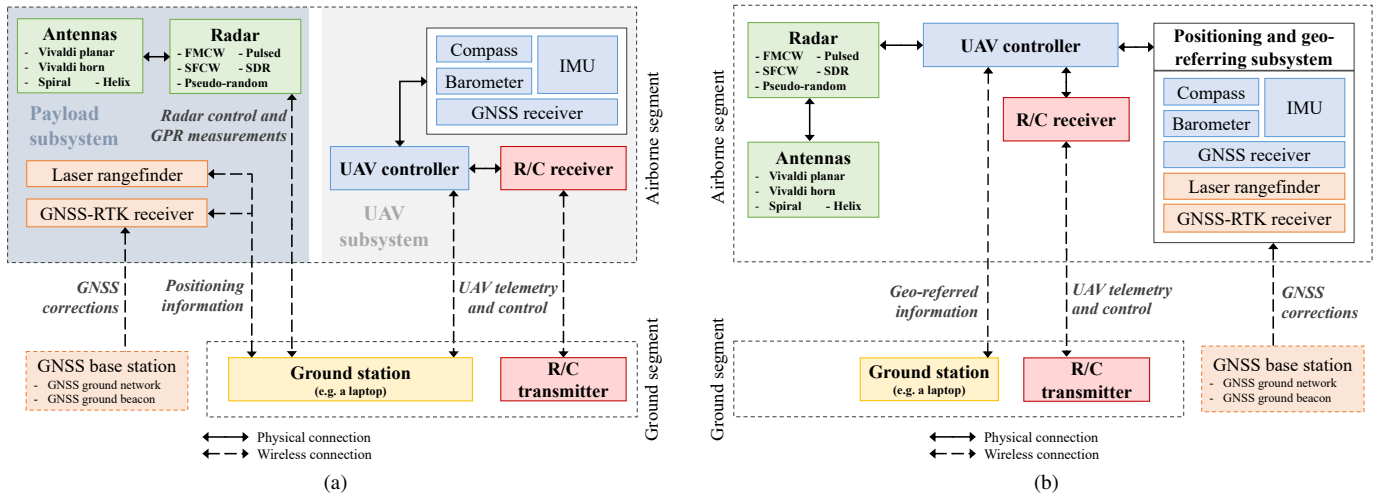 Antennas
- Vivaldi planar
- Vivaldi horn
- Spiral - Helix
Radar
- FMCW - Pulsed
- SFCW - SDR
- Pseudo-random
Payload
subsystem
Radar control and
GPR measurements
Laser rangefinder
GNSS-RTK receiver
Compass
Barometer
IMU
GNSS receiver
UAV controller
R/C receiver
UAV
subsystem
Airborne segment
GNSS
corrections
Positioning
information
UAV telemetry
and control
GNSS base station
- GNSS ground network
- GNSS ground beacon
Ground station
(e.g. a laptop)
R/C
transmitter
Ground segment
Physical connection
Wireless connection
(a)
Airborne segment
Radar
- FMCW - Pulsed
- SFCW - SDR
- Pseudo-random
Antennas
- Vivaldi planar
- Vivaldi horn
- Spiral - Helix
UAV controller
R/C receiver
Positioning and geo-
referring subsystem
Compass
Barometer
IMU
GNSS receiver
Laser rangefinder
GNSS-RTK receiver
Geo-referred
information
UAV telemetry
and control
GNSS
corrections
Ground segment
Ground station
(e.g. a laptop)
R/C
transmitter
GNSS base station
- GNSS ground network
- GNSS ground beacon
Physical connection
Wireless connection
(b)